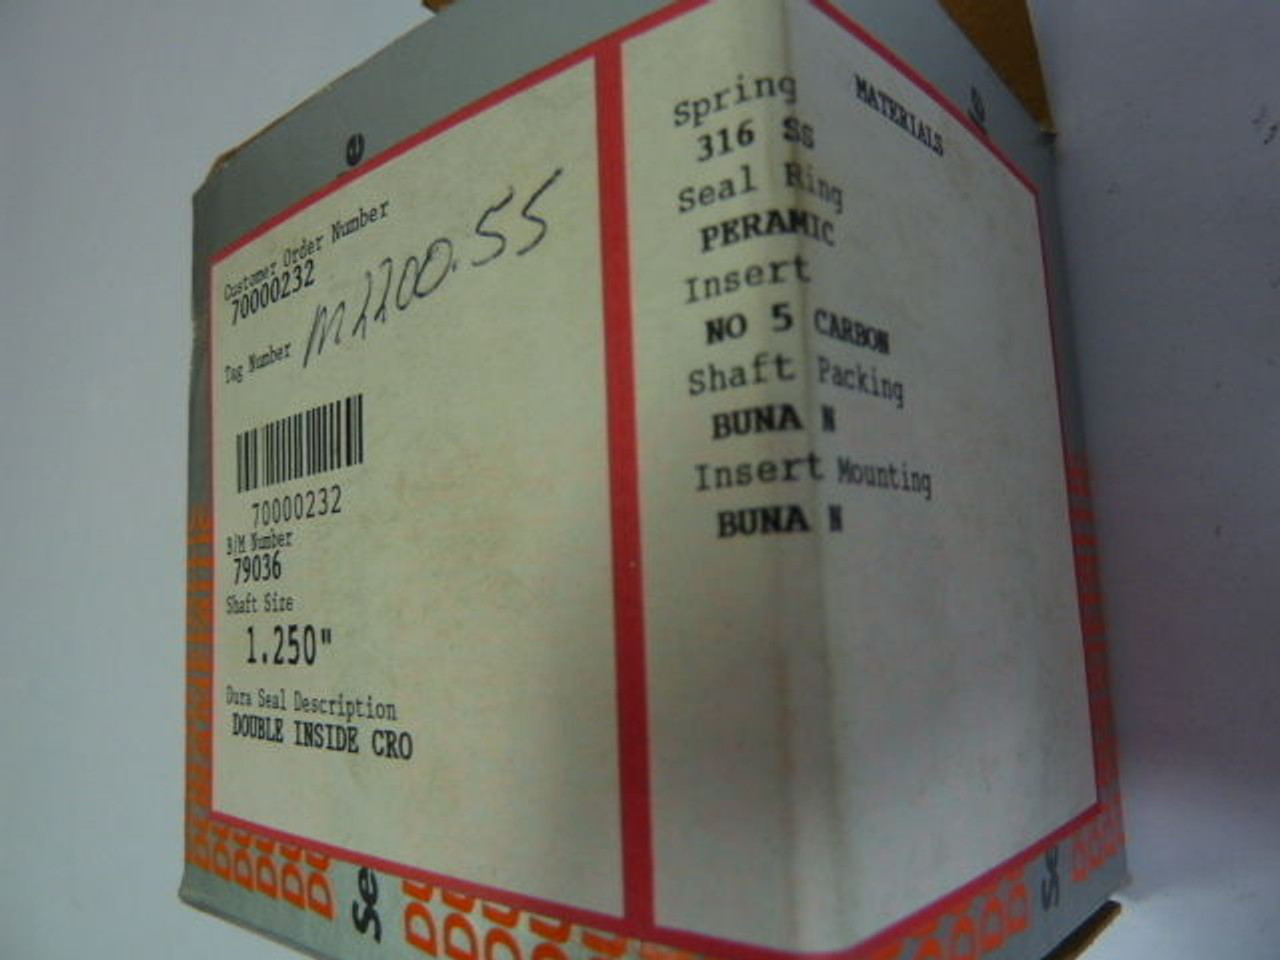 Customer Order Number
70000232
Tag Number M2200.55
70000232
B/M Number
79036
Shaft Size
1.250"
Dura Seal Description
DOUBLE INSIDE CRO
MATERIALS
Spring
316 SS
Seal Ring
PERAMIC
Insert
NO 5 CARBON
Shaft Packing
BUNA N
Insert Mounting
BUNA N